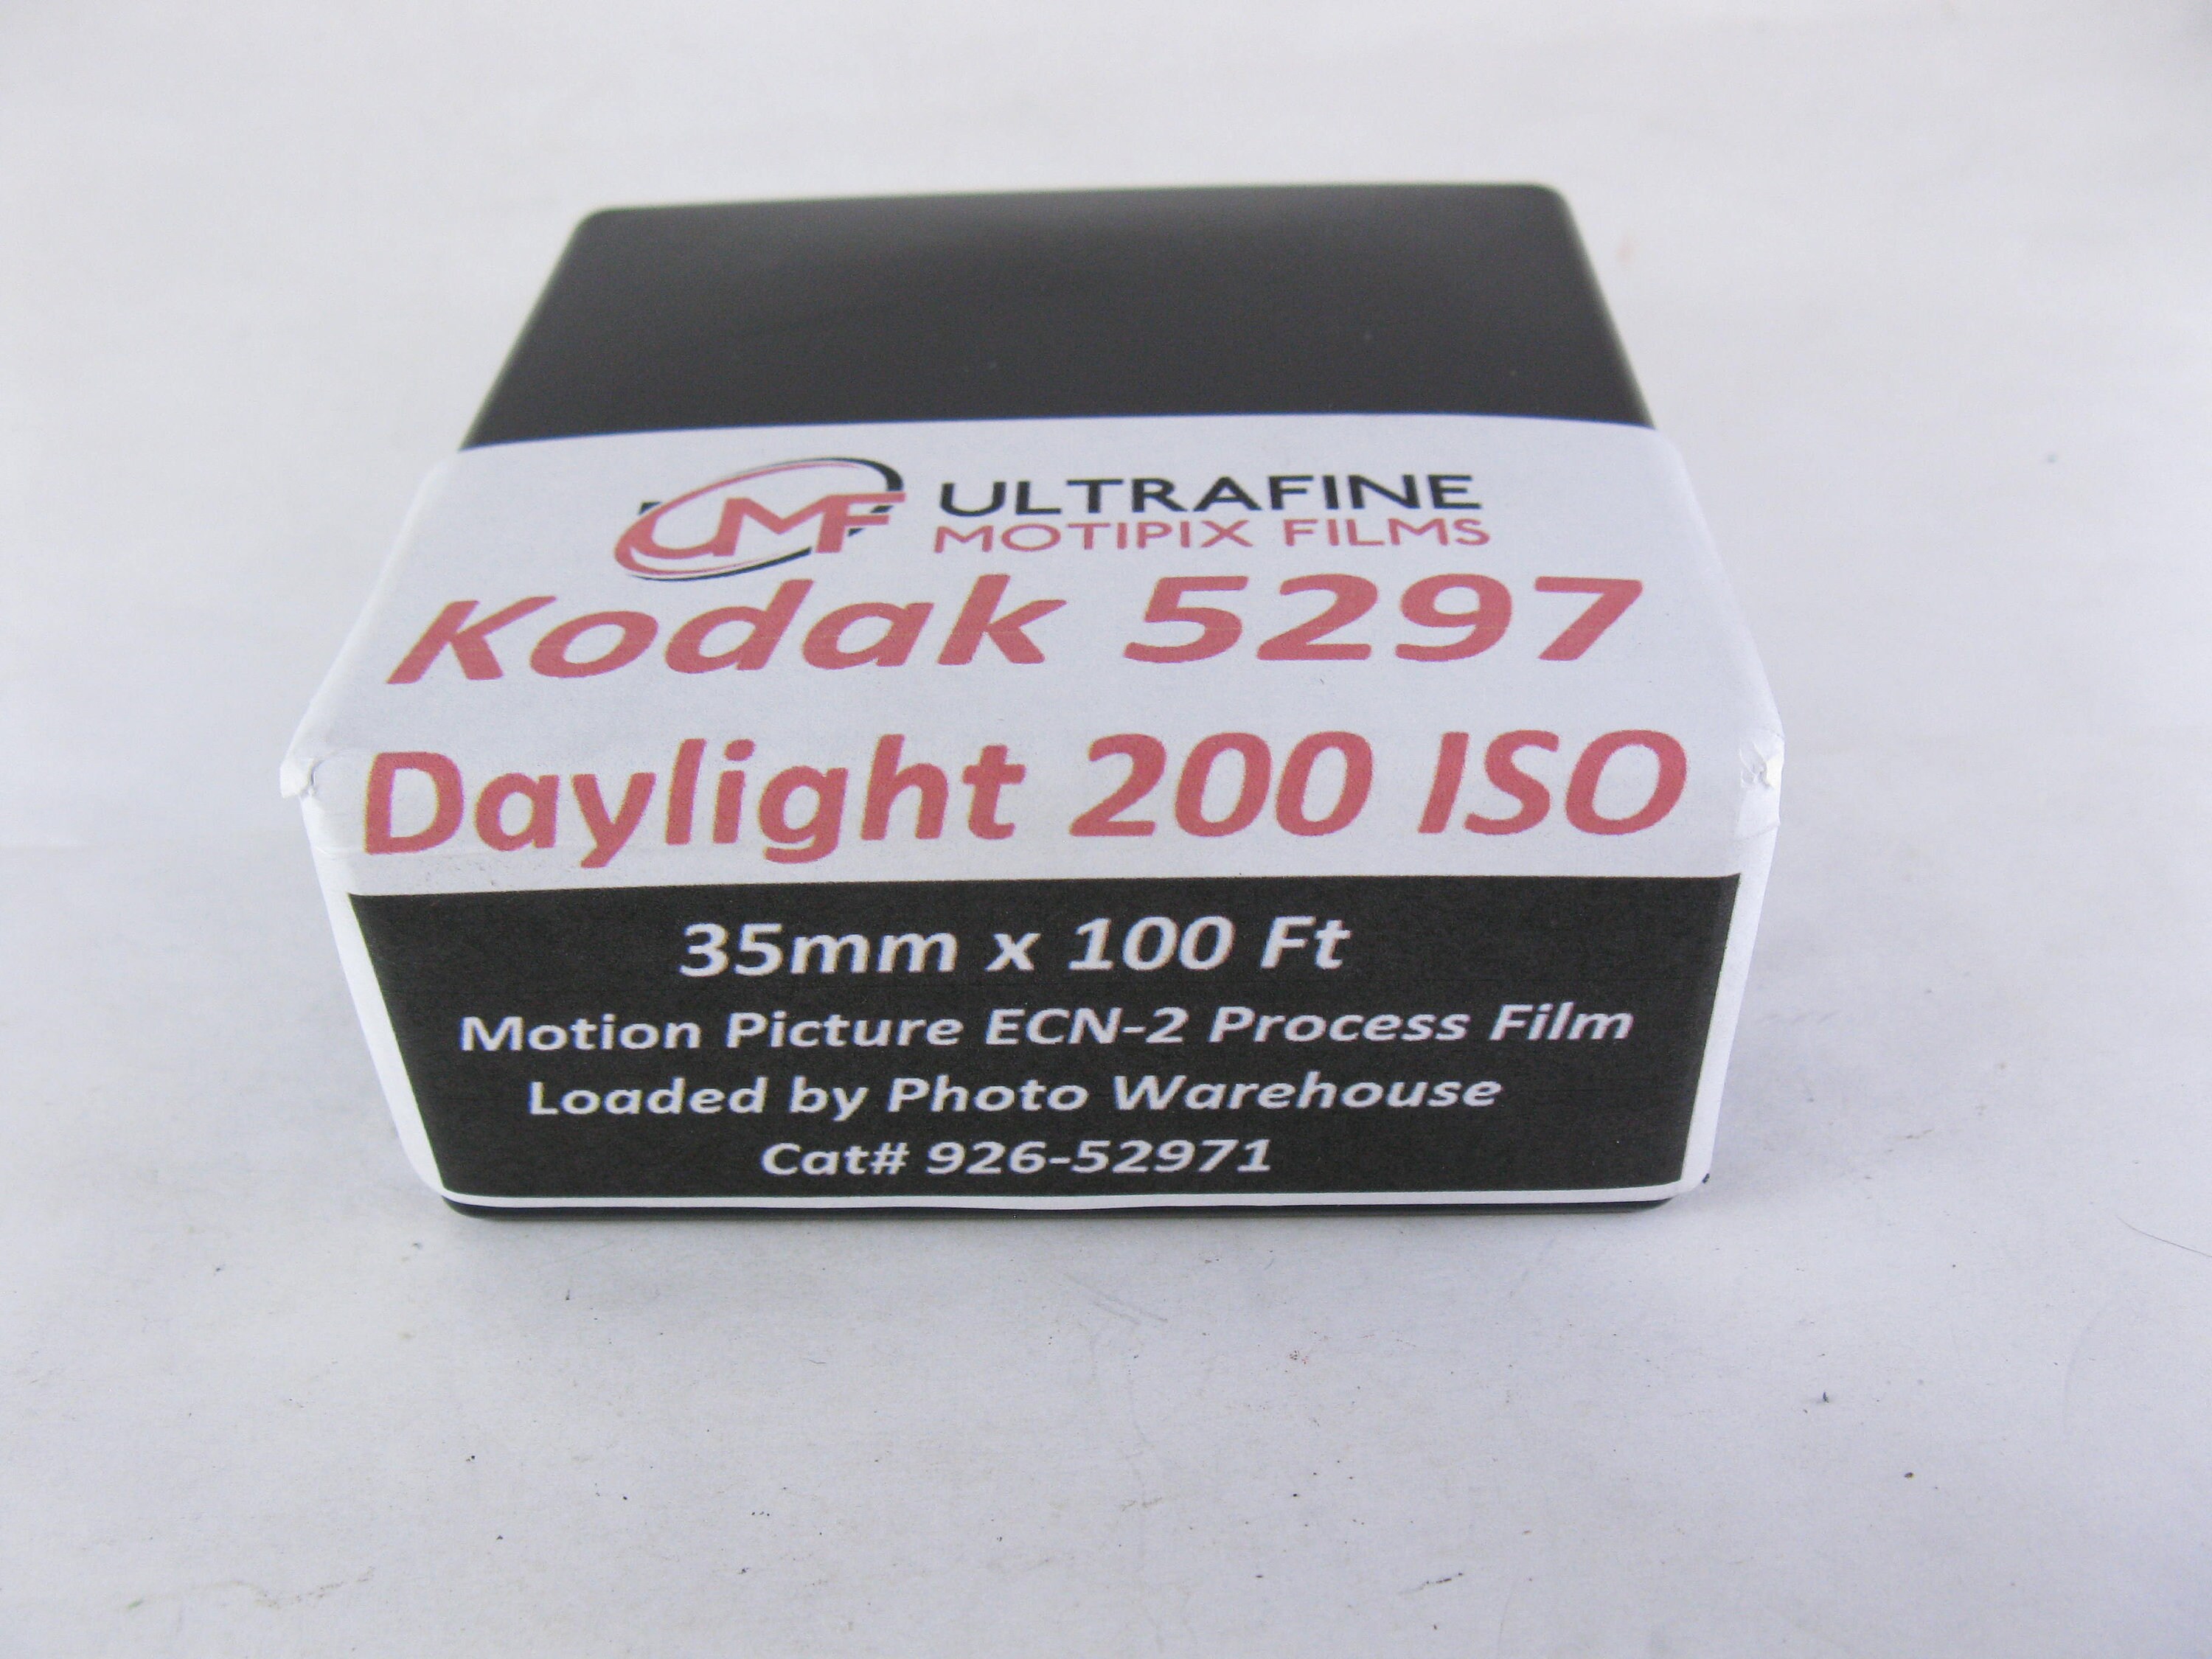 UMF ULTRAFINE
MOTIPIX FILMS
Kodak 5297
Daylight 200 ISO
35mm x 100 Ft
Motion Picture ECN-2 Process Film
Loaded by Photo Warehouse
Cat# 926-52971